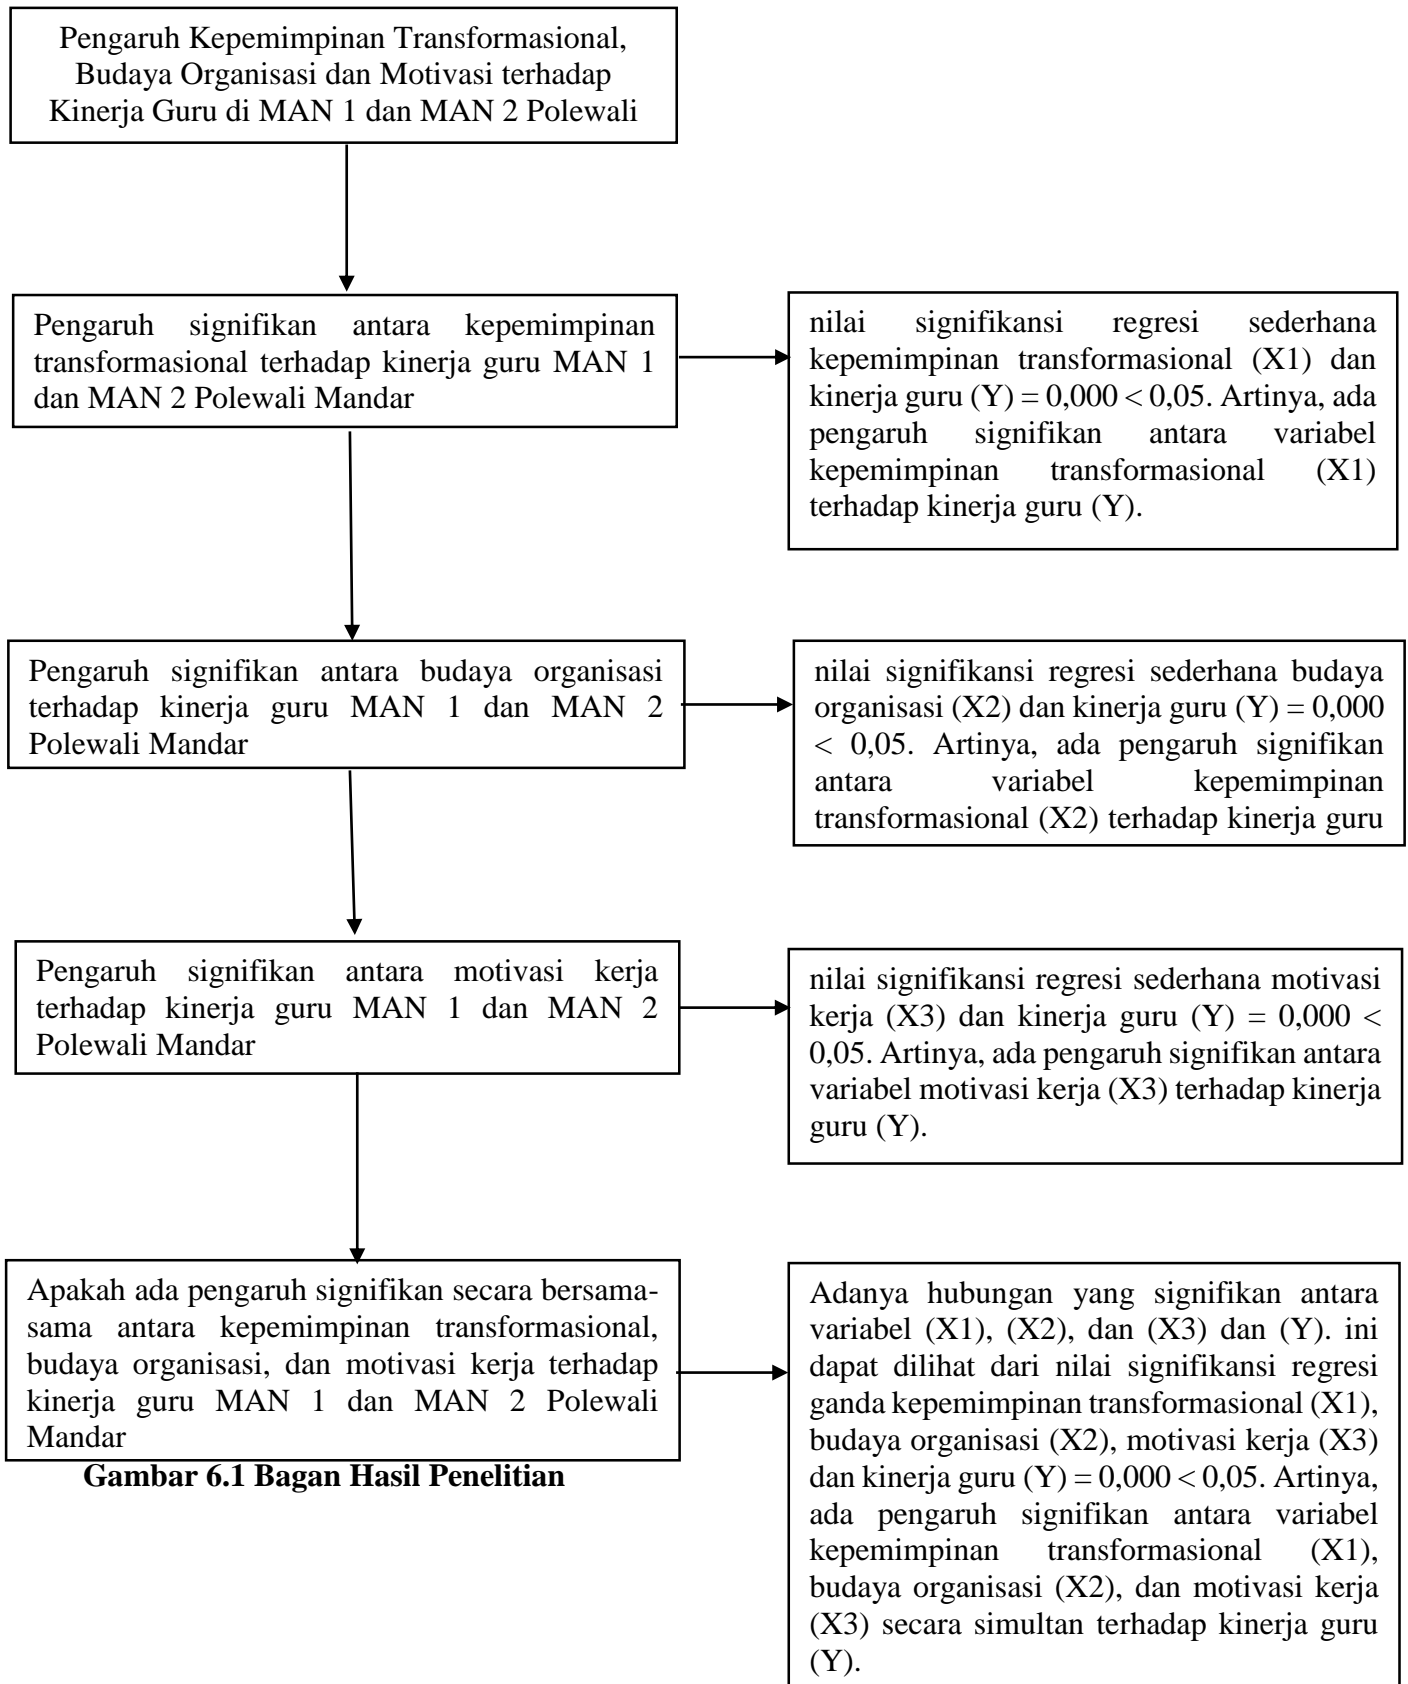 Pengaruh Kepemimpinan Transformasional,
Budaya Organisasi dan Motivasi terhadap
Kinerja Guru di MAN 1 dan MAN 2 Polewali
Pengaruh signifikan antara kepemimpinan
transformasional terhadap kinerja guru MAN 1
dan MAN 2 Polewali Mandar
nilai signifikansi regresi sederhana
kepemimpinan transformasional (X1) dan
kinerja guru (Y) = 0,000 < 0,05. Artinya, ada
pengaruh signifikan antara variabel
kepemimpinan transformasional (X1)
terhadap kinerja guru (Y).
Pengaruh signifikan antara budaya organisasi
terhadap kinerja guru MAN 1 dan MAN 2
Polewali Mandar
nilai signifikansi regresi sederhana budaya
organisasi (X2) dan kinerja guru (Y) = 0,000
< 0,05. Artinya, ada pengaruh signifikan
antara variabel kepemimpinan
transformasional (X2) terhadap kinerja guru
Pengaruh signifikan antara motivasi kerja
terhadap kinerja guru MAN 1 dan MAN 2
Polewali Mandar
nilai signifikansi regresi sederhana motivasi
kerja (X3) dan kinerja guru (Y) = 0,000 <
0,05. Artinya, ada pengaruh signifikan antara
variabel motivasi kerja (X3) terhadap kinerja
guru (Y).
Apakah ada pengaruh signifikan secara bersama-
sama antara kepemimpinan transformasional,
budaya organisasi, dan motivasi kerja terhadap
kinerja guru MAN 1 dan MAN 2 Polewali
Mandar
Adanya hubungan yang signifikan antara
variabel (X1), (X2), dan (X3) dan (Y). ini
dapat dilihat dari nilai signifikansi regresi
ganda kepemimpinan transformasional (X1),
budaya organisasi (X2), motivasi kerja (X3)
dan kinerja guru (Y) = 0,000 < 0,05. Artinya,
ada pengaruh signifikan antara variabel
kepemimpinan transformasional (X1),
budaya organisasi (X2), dan motivasi kerja
(X3) secara simultan terhadap kinerja guru
(Y).
Gambar 6.1 Bagan Hasil Penelitian